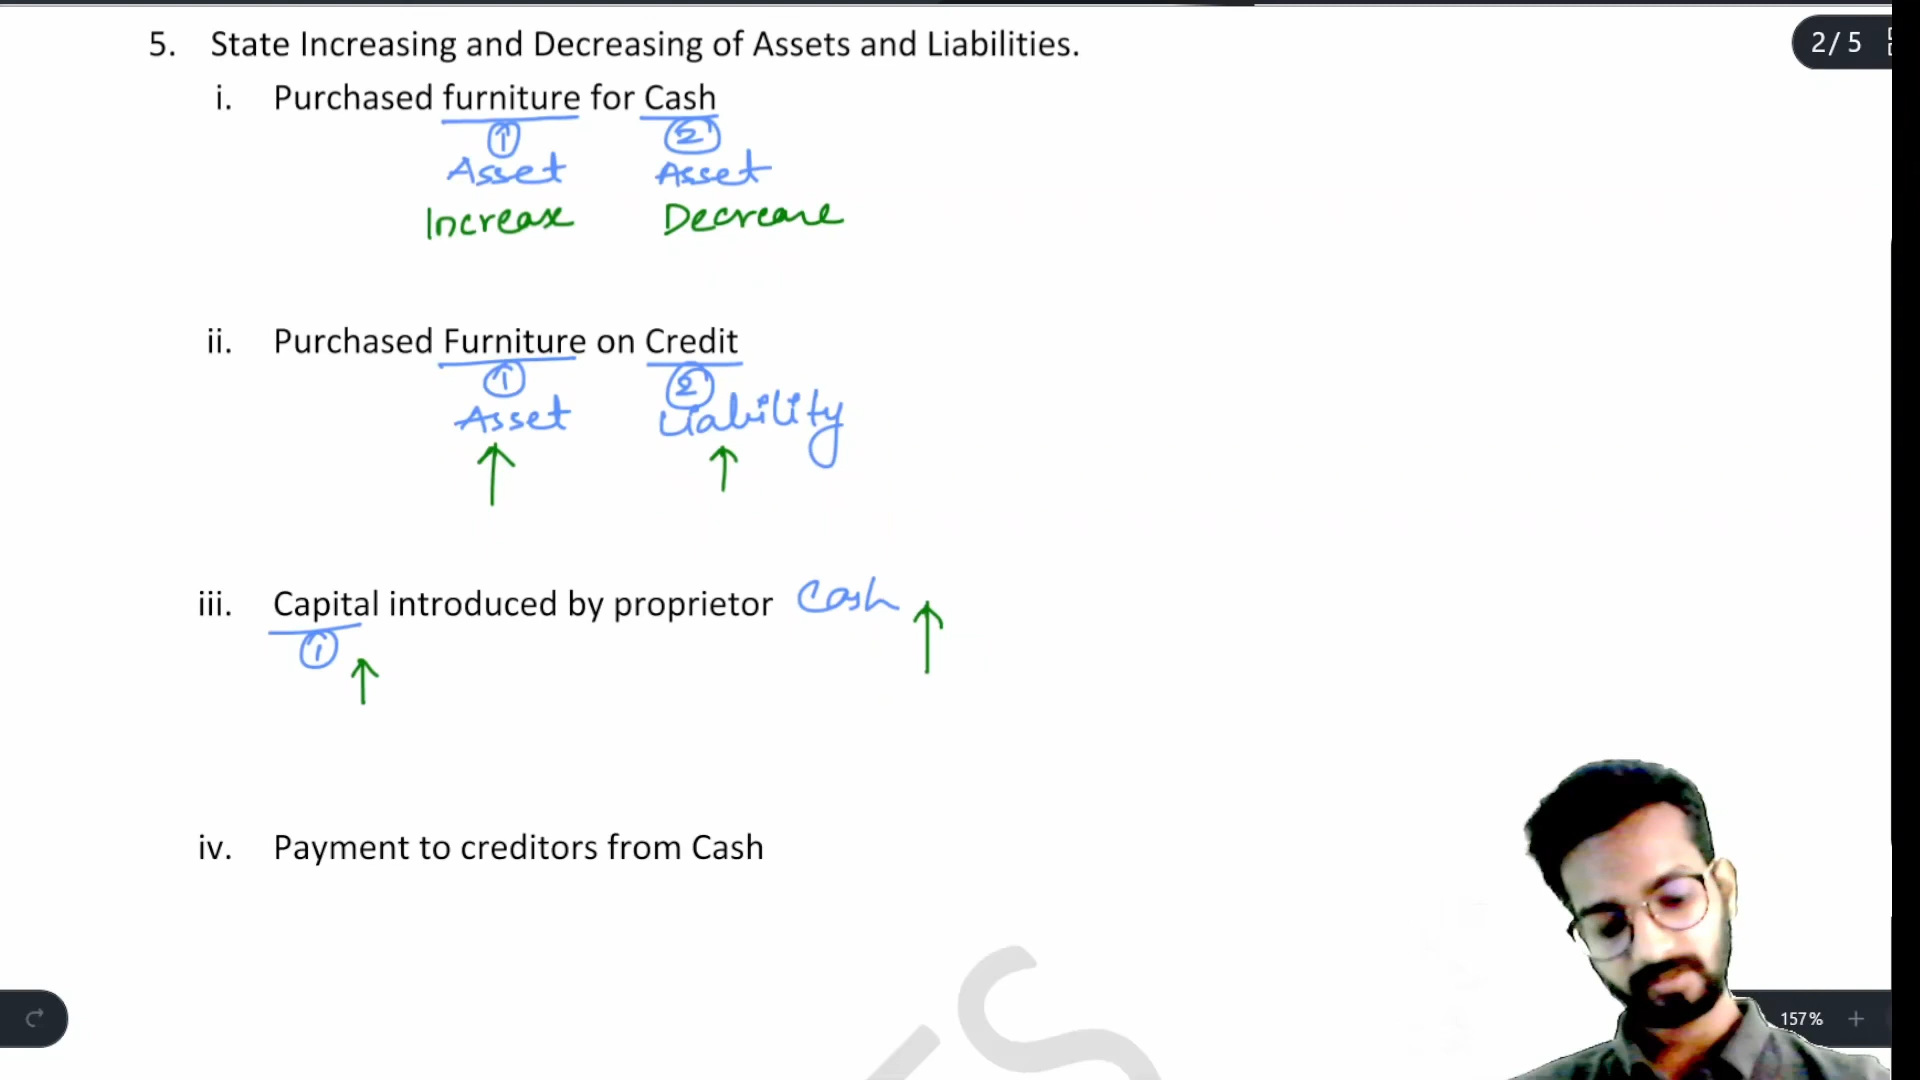 5. State Increasing and Decreasing of Assets and Liabilities.
2/5
i. Purchased furniture for Cash
① ②
Asset Asset
Increase Decrease
ii. Purchased Furniture on Credit
① ②
Asset Liability
↑ ↑
iii. Capital introduced by proprietor Cash ↑
① ↑
iv. Payment to creditors from Cash
157% +